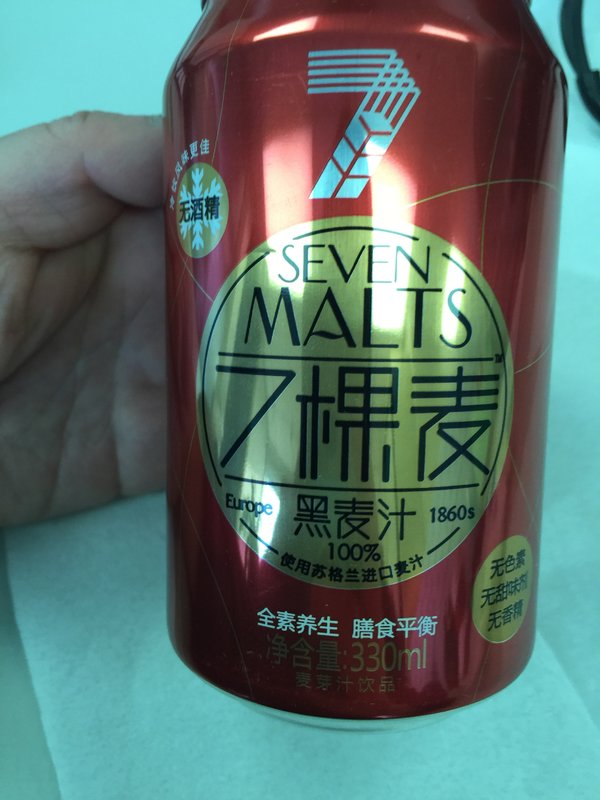 7
冰饮风味更佳
无酒精
SEVEN
MALTS
7棵麦
TM
Europe 黑麦汁 1860s
100%
使用苏格兰进口麦汁
无色素
无甜味剂
无香精
全素养生 膳食平衡
净含量:330ml
麦芽汁饮品